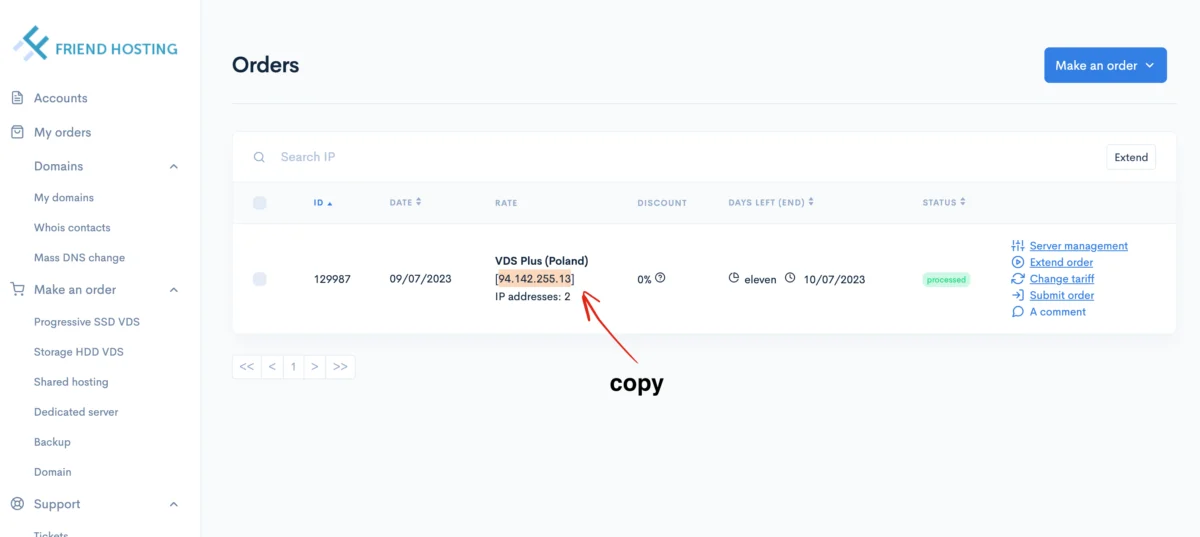 FRIEND HOSTING
Accounts
My orders
Domains
My domains
Whois contacts
Mass DNS change
Make an order
Progressive SSD VDS
Storage HDD VDS
Shared hosting
Dedicated server
Backup
Domain
Support
Tickets
Orders
Make an order
Search IP
Extend
ID DATE RATE DISCOUNT DAYS LEFT (END) STATUS
129987 09/07/2023
VDS Plus (Poland)
[94.142.255.13]
IP addresses: 2
0% eleven 10/07/2023 processed
Server management
Extend order
Change tariff
Submit order
A comment
<< < 1 > >>
copy